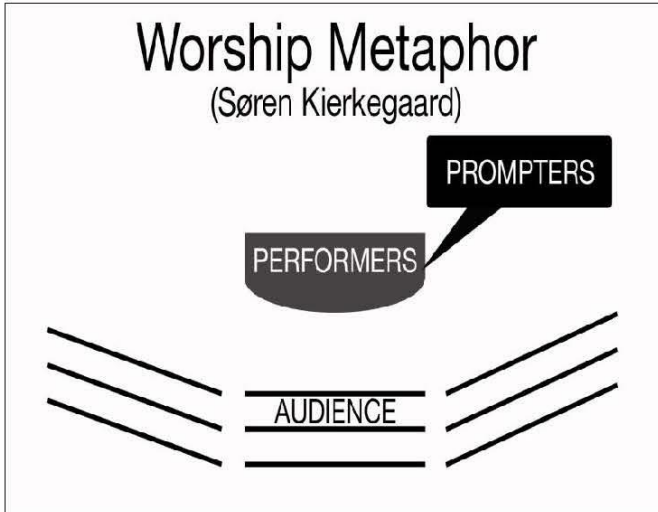 Worship Metaphor
(Søren Kierkegaard)
PROMPTERS
PERFORMERS
AUDIENCE